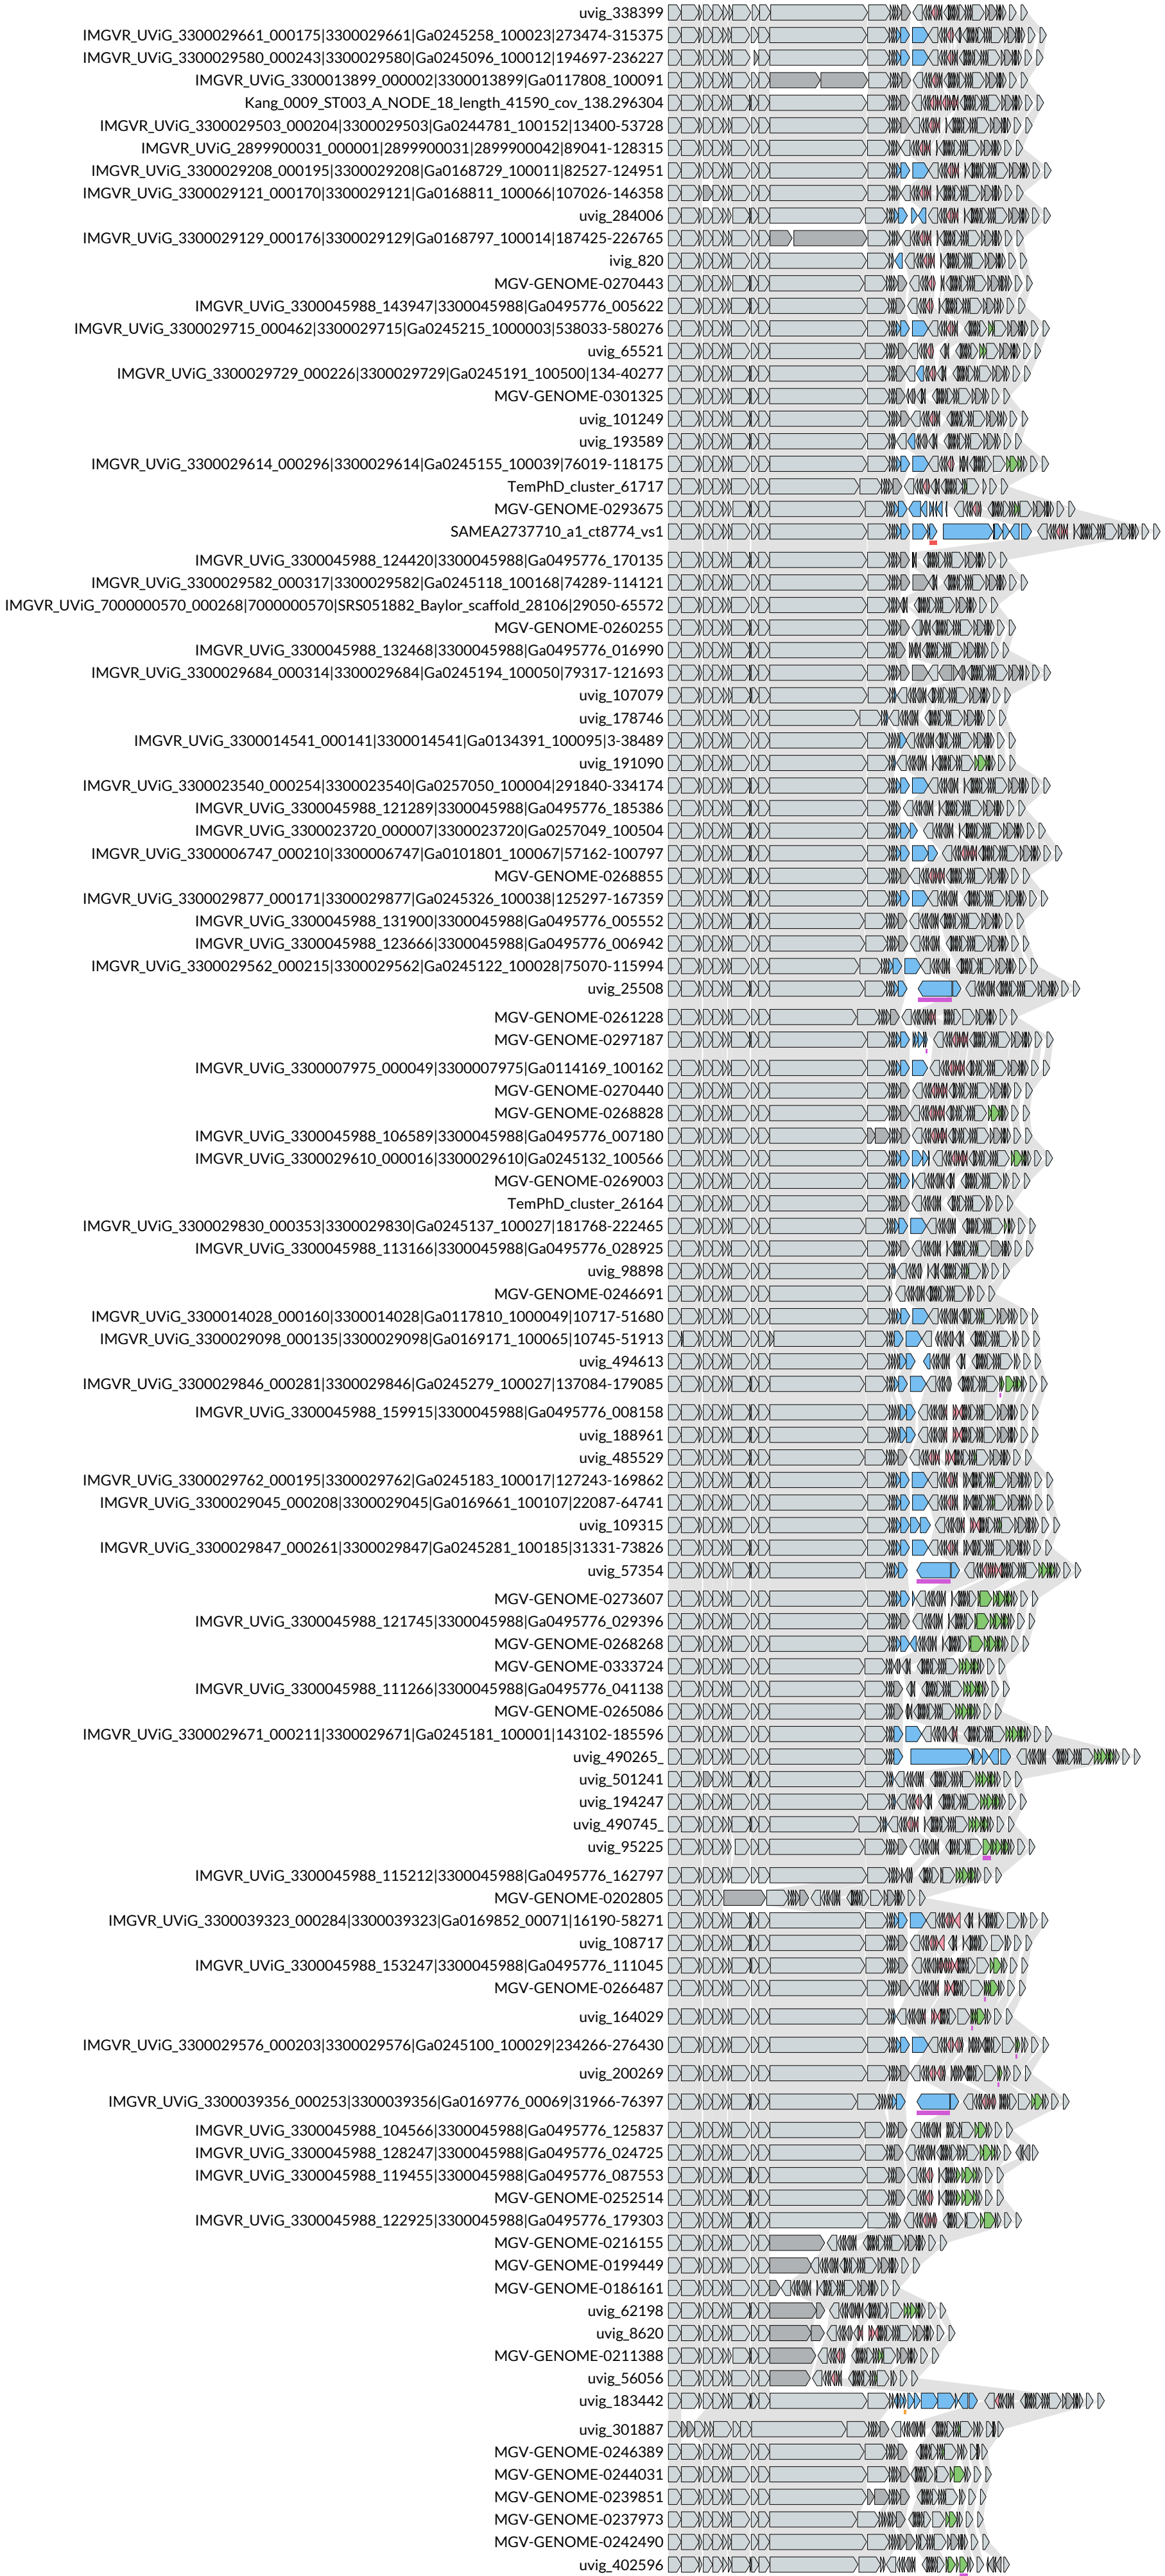 uvig_338399
IMGVR_UViG_3300029661_000175|3300029661|Ga0245258_100023|273474-315375
IMGVR_UViG_3300029580_000243|3300029580|Ga0245096_100012|194697-236227
IMGVR_UViG_3300013899_000002|3300013899|Ga0117808_100091
Kang_0009_ST003_A_NODE_18_length_41590_cov_138.296304
IMGVR_UViG_3300029503_000204|3300029503|Ga0244781_100152|13400-53728
IMGVR_UViG_2899900031_000001|2899900031|2899900042|89041-128315
IMGVR_UViG_3300029208_000195|3300029208|Ga0168729_100011|82527-124951
IMGVR_UViG_3300029121_000170|3300029121|Ga0168811_100066|107026-146358
uvig_284006
IMGVR_UViG_3300029129_000176|3300029129|Ga0168797_100014|187425-226765
ivig_820
MGV-GENOME-0270443
IMGVR_UViG_3300045988_143947|3300045988|Ga0495776_005622
IMGVR_UViG_3300029715_000462|3300029715|Ga0245215_1000003|538033-580276
uvig_65521
IMGVR_UViG_3300029729_000226|3300029729|Ga0245191_100500|134-40277
MGV-GENOME-0301325
uvig_101249
uvig_193589
IMGVR_UViG_3300029614_000296|3300029614|Ga0245155_100039|76019-118175
TemPhD_cluster_61717
MGV-GENOME-0293675
SAMEA2737710_a1_ct8774_vs1
IMGVR_UViG_3300045988_124420|3300045988|Ga0495776_170135
IMGVR_UViG_3300029582_000317|3300029582|Ga0245118_100168|74289-114121
IMGVR_UViG_7000000570_000268|7000000570|SRS051882_Baylor_scaffold_28106|29050-65572
MGV-GENOME-0260255
IMGVR_UViG_3300045988_132468|3300045988|Ga0495776_016990
IMGVR_UViG_3300029684_000314|3300029684|Ga0245194_100050|79317-121693
uvig_107079
uvig_178746
IMGVR_UViG_3300014541_000141|3300014541|Ga0134391_100095|3-38489
uvig_191090
IMGVR_UViG_3300023540_000254|3300023540|Ga0257050_100004|291840-334174
IMGVR_UViG_3300045988_121289|3300045988|Ga0495776_185386
IMGVR_UViG_3300023720_000007|3300023720|Ga0257049_100504
IMGVR_UViG_3300006747_000210|3300006747|Ga0101801_100067|57162-100797
MGV-GENOME-0268855
IMGVR_UViG_3300029877_000171|3300029877|Ga0245326_100038|125297-167359
IMGVR_UViG_3300045988_131900|3300045988|Ga0495776_005552
IMGVR_UViG_3300045988_123666|3300045988|Ga0495776_006942
IMGVR_UViG_3300029562_000215|3300029562|Ga0245122_100028|75070-115994
uvig_25508
MGV-GENOME-0261228
MGV-GENOME-0297187
IMGVR_UViG_3300007975_000049|3300007975|Ga0114169_100162
MGV-GENOME-0270440
MGV-GENOME-0268828
IMGVR_UViG_3300045988_106589|3300045988|Ga0495776_007180
IMGVR_UViG_3300029610_000016|3300029610|Ga0245132_100566
MGV-GENOME-0269003
TemPhD_cluster_26164
IMGVR_UViG_3300029830_000353|3300029830|Ga0245137_100027|181768-222465
IMGVR_UViG_3300045988_113166|3300045988|Ga0495776_028925
uvig_98898
MGV-GENOME-0246691
IMGVR_UViG_3300014028_000160|3300014028|Ga0117810_1000049|10717-51680
IMGVR_UViG_3300029098_000135|3300029098|Ga0169171_100065|10745-51913
uvig_494613
IMGVR_UViG_3300029846_000281|3300029846|Ga0245279_100027|137084-179085
IMGVR_UViG_3300045988_159915|3300045988|Ga0495776_008158
uvig_188961
uvig_485529
IMGVR_UViG_3300029762_000195|3300029762|Ga0245183_100017|127243-169862
IMGVR_UViG_3300029045_000208|3300029045|Ga0169661_100107|22087-64741
uvig_109315
IMGVR_UViG_3300029847_000261|3300029847|Ga0245281_100185|31331-73826
uvig_57354
MGV-GENOME-0273607
IMGVR_UViG_3300045988_121745|3300045988|Ga0495776_029396
MGV-GENOME-0268268
MGV-GENOME-0333724
IMGVR_UViG_3300045988_111266|3300045988|Ga0495776_041138
MGV-GENOME-0265086
IMGVR_UViG_3300029671_000211|3300029671|Ga0245181_100001|143102-185596
uvig_490265_
uvig_501241
uvig_194247
uvig_490745_
uvig_95225
IMGVR_UViG_3300045988_115212|3300045988|Ga0495776_162797
MGV-GENOME-0202805
IMGVR_UViG_3300039323_000284|3300039323|Ga0169852_00071|16190-58271
uvig_108717
IMGVR_UViG_3300045988_153247|3300045988|Ga0495776_111045
MGV-GENOME-0266487
uvig_164029
IMGVR_UViG_3300029576_000203|3300029576|Ga0245100_100029|234266-276430
uvig_200269
IMGVR_UViG_3300039356_000253|3300039356|Ga0169776_00069|31966-76397
IMGVR_UViG_3300045988_104566|3300045988|Ga0495776_125837
IMGVR_UViG_3300045988_128247|3300045988|Ga0495776_024725
IMGVR_UViG_3300045988_119455|3300045988|Ga0495776_087553
MGV-GENOME-0252514
IMGVR_UViG_3300045988_122925|3300045988|Ga0495776_179303
MGV-GENOME-0216155
MGV-GENOME-0199449
MGV-GENOME-0186161
uvig_62198
uvig_8620
MGV-GENOME-0211388
uvig_56056
uvig_183442
uvig_301887
MGV-GENOME-0246389
MGV-GENOME-0244031
MGV-GENOME-0239851
MGV-GENOME-0237973
MGV-GENOME-0242490
uvig_402596